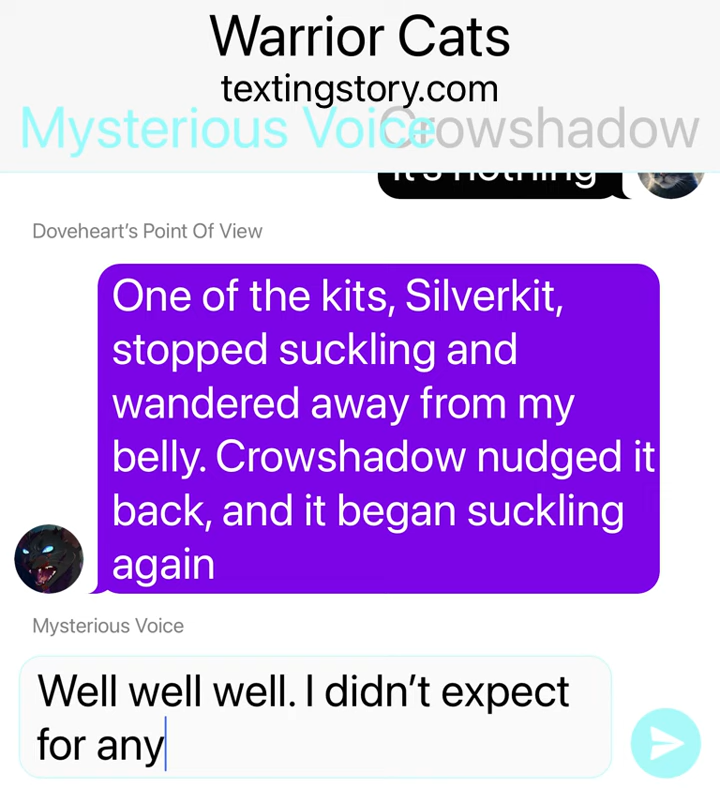 Warrior Cats
textingstory.com
Mysterious Voice Crowshadow
It's nothing
Doveheart's Point Of View
One of the kits, Silverkit,
stopped suckling and
wandered away from my
belly. Crowshadow nudged it
back, and it began suckling
again
Mysterious Voice
Well well well. I didn't expect
for any